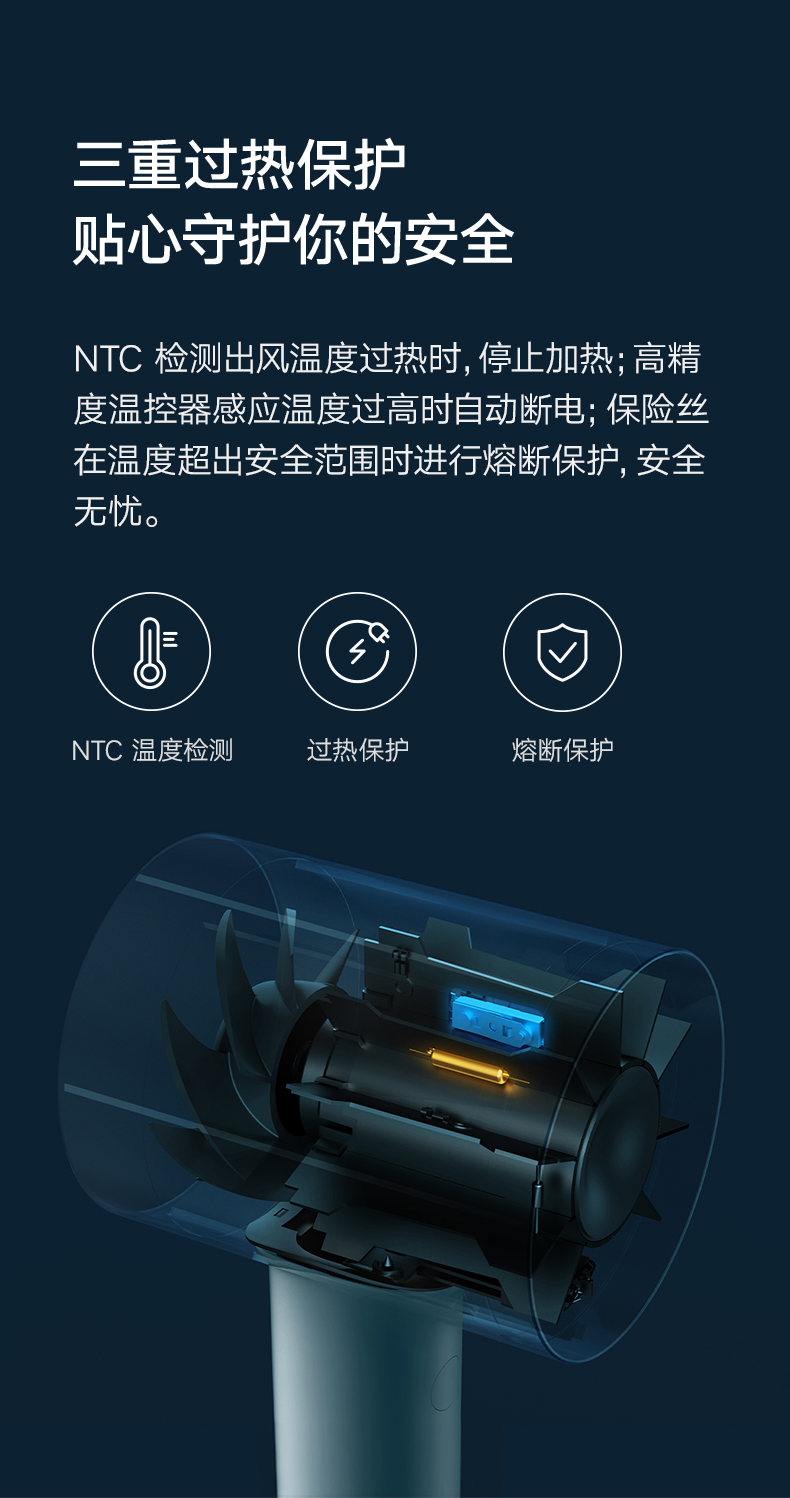 三重过热保护
贴心守护你的安全
NTC 检测出风温度过热时, 停止加热; 高精
度温控器感应温度过高时自动断电; 保险丝
在温度超出安全范围时进行熔断保护, 安全
无忧。
NTC 温度检测
过热保护
熔断保护